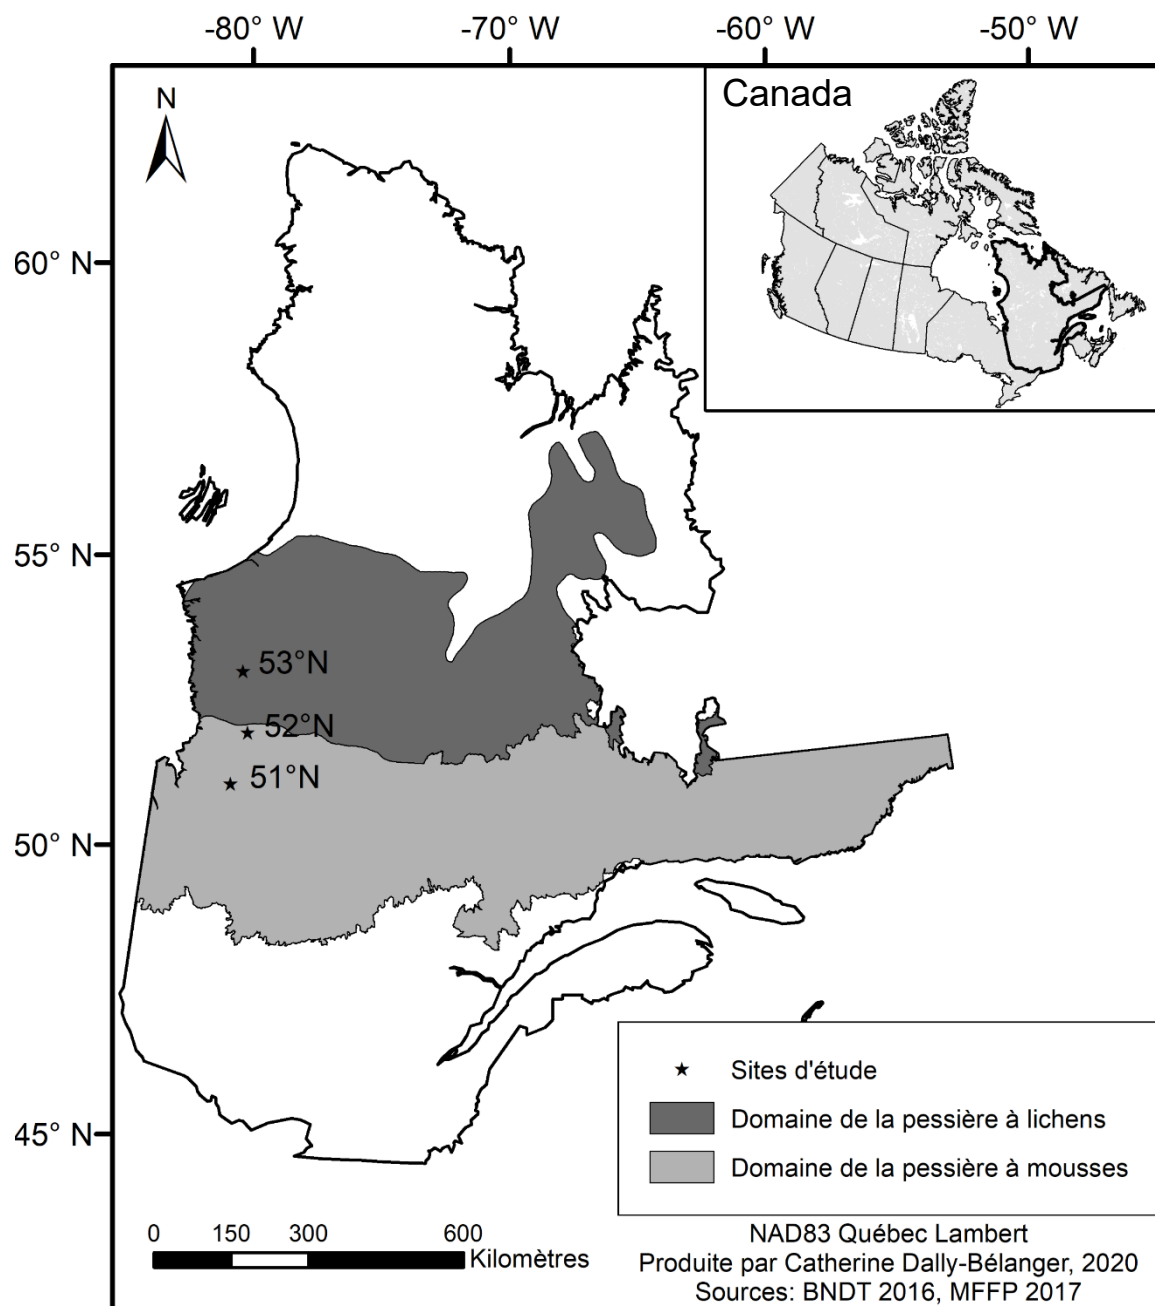 -80° W
-70° W
-60° W
-50° W
N
Canada
60° N
55° N
53°N
52°N
51°N
50° N
45° N
Sites d'étude
Domaine de la pessière à lichens
Domaine de la pessière à mousses
0 150 300 600
Kilomètres
NAD83 Québec Lambert
Produite par Catherine Dally-Bélanger, 2020
Sources: BNDT 2016, MFFP 2017